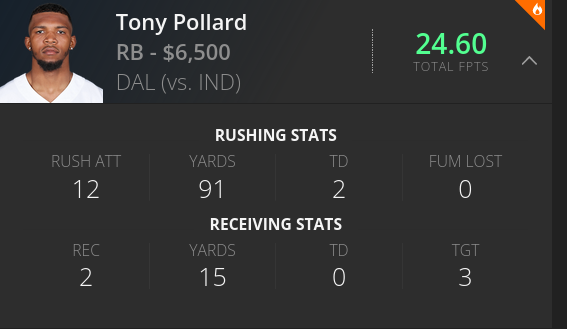 Tony Pollard
RB - $6,500
DAL (vs. IND)
24.60
TOTAL FPTS
RUSHING STATS
RUSH ATT YARDS TD FUM LOST
12 91 2 0
RECEIVING STATS
REC YARDS TD TGT
2 15 0 3